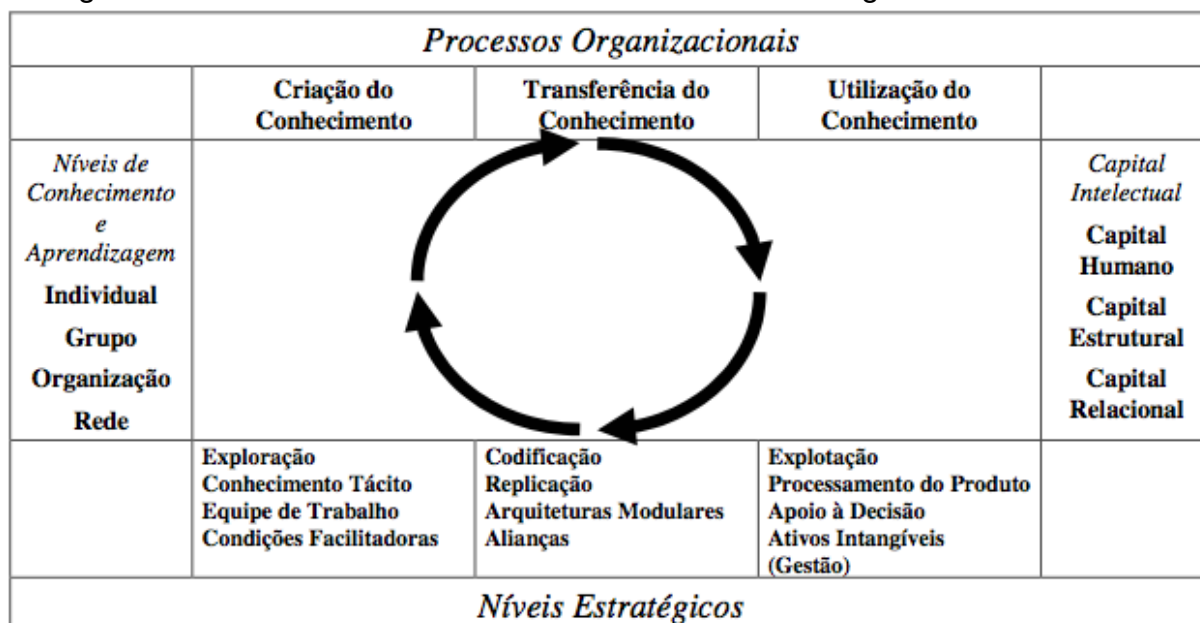 Processos Organizacionais
Criação do
Conhecimento
Transferência do
Conhecimento
Utilização do
Conhecimento
Níveis de
Conhecimento
e
Aprendizagem
Individual
Grupo
Organização
Rede
Capital
Intelectual
Capital
Humano
Capital
Estrutural
Capital
Relacional
Exploração
Conhecimento Tácito
Equipe de Trabalho
Condições Facilitadoras
Codificação
Replicação
Arquiteturas Modulares
Alianças
Explotação
Processamento do Produto
Apoio à Decisão
Ativos Intangíveis
(Gestão)
Níveis Estratégicos